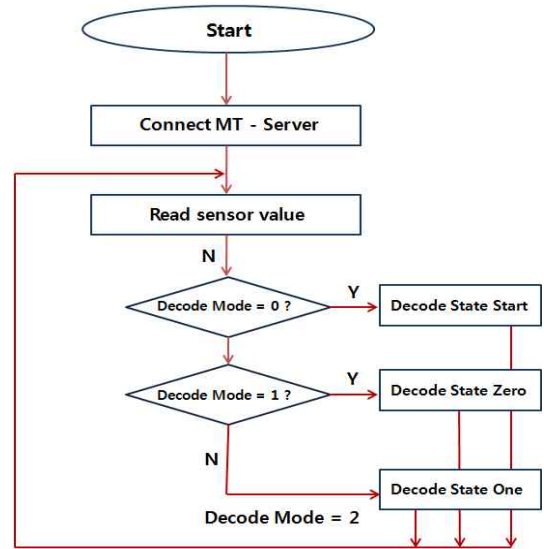 Start
Connect MT - Server
Read sensor value
N
Decode Mode = 0 ?
Y
Decode State Start
Decode Mode = 1 ?
Y
Decode State Zero
N
Decode State One
Decode Mode = 2